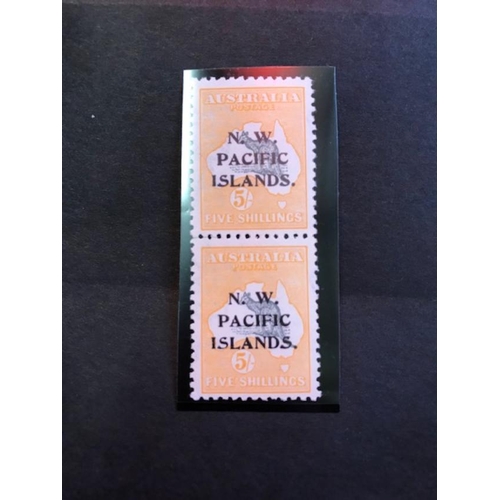 AUSTRALIA
POSTAGE
N. W.
PACIFIC
ISLANDS.
5/-
FIVE SHILLINGS
AUSTRALIA
POSTAGE
N. W.
PACIFIC
ISLANDS.
5/-
FIVE SHILLINGS